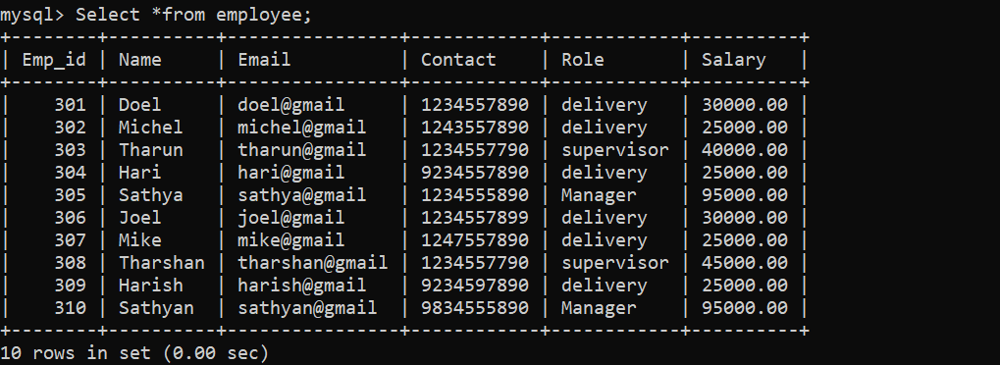 mysql> Select *from employee;
+--------+----------+----------------+------------+------------+----------+
| Emp_id | Name     | Email          | Contact    | Role       | Salary   |
+--------+----------+----------------+------------+------------+----------+
|    301 | Doel     | doel@gmail     | 1234557890 | delivery   | 30000.00 |
|    302 | Michel   | michel@gmail   | 1243557890 | delivery   | 25000.00 |
|    303 | Tharun   | tharun@gmail   | 1234557790 | supervisor | 40000.00 |
|    304 | Hari     | hari@gmail     | 9234557890 | delivery   | 25000.00 |
|    305 | Sathya   | sathya@gmail   | 1234555890 | Manager    | 95000.00 |
|    306 | Joel     | joel@gmail     | 1234557899 | delivery   | 30000.00 |
|    307 | Mike     | mike@gmail     | 1247557890 | delivery   | 25000.00 |
|    308 | Tharshan | tharshan@gmail | 1234557790 | supervisor | 45000.00 |
|    309 | Harish   | harish@gmail   | 9234597890 | delivery   | 25000.00 |
|    310 | Sathyan  | sathyan@gmail  | 9834555890 | Manager    | 95000.00 |
+--------+----------+----------------+------------+------------+----------+
10 rows in set (0.00 sec)